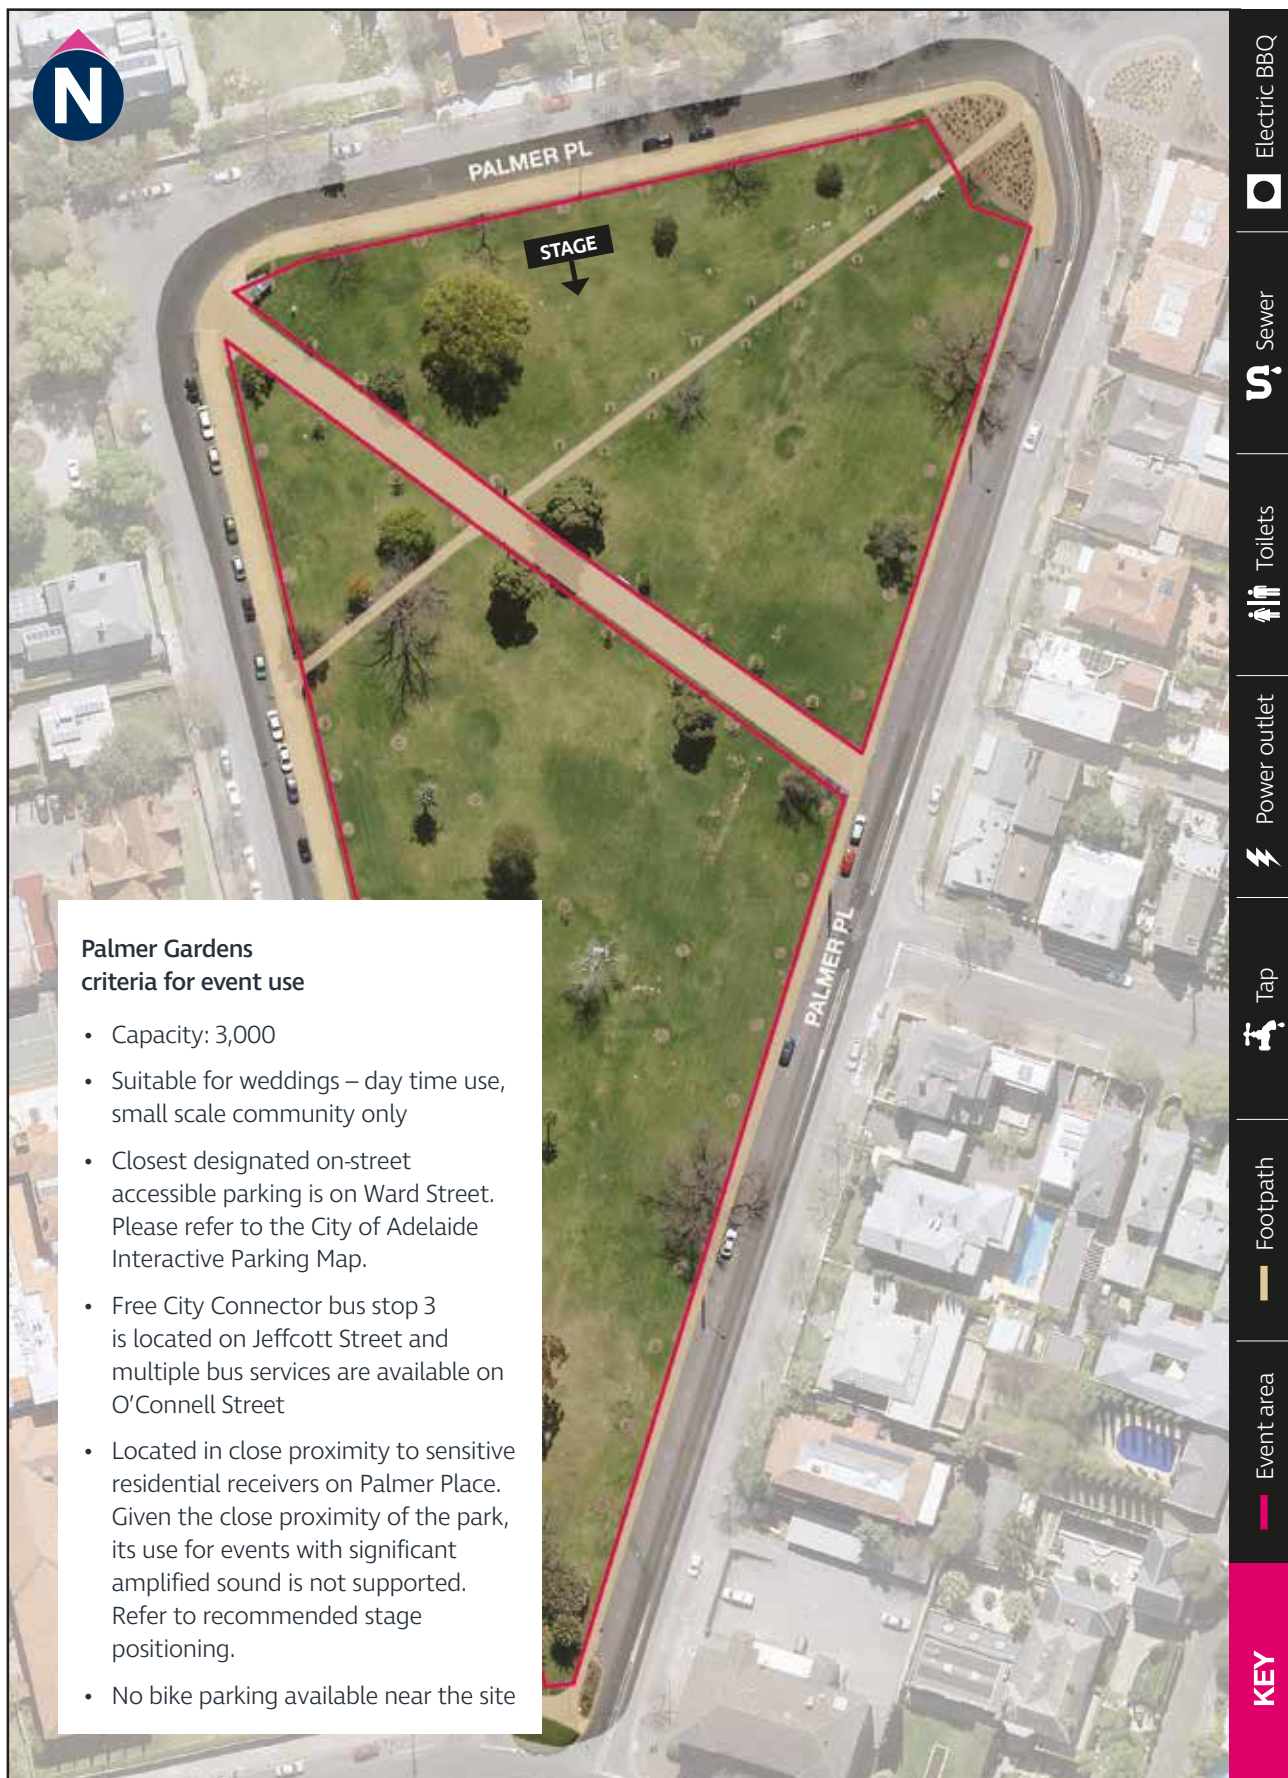 N
PALMER PL
STAGE
PALMER PL
Palmer Gardens
criteria for event use
• Capacity: 3,000
• Suitable for weddings – day time use,
small scale community only
• Closest designated on-street
accessible parking is on Ward Street.
Please refer to the City of Adelaide
Interactive Parking Map.
• Free City Connector bus stop 3
is located on Jeffcott Street and
multiple bus services are available on
O'Connell Street
• Located in close proximity to sensitive
residential receivers on Palmer Place.
Given the close proximity of the park,
its use for events with significant
amplified sound is not supported.
Refer to recommended stage
positioning.
• No bike parking available near the site
KEY
Event area
Footpath
Tap
Power outlet
Toilets
Sewer
Electric BBQ